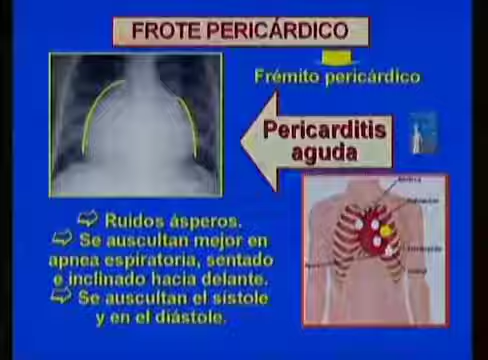 FROTE PERICÁRDICO
Frémito pericárdico
Pericarditis
aguda
➩ Ruidos ásperos.
➩ Se auscultan mejor en
apnea espiratoria, sentado
e inclinado hacia delante.
➩ Se auscultan el sístole
y en el diástole.